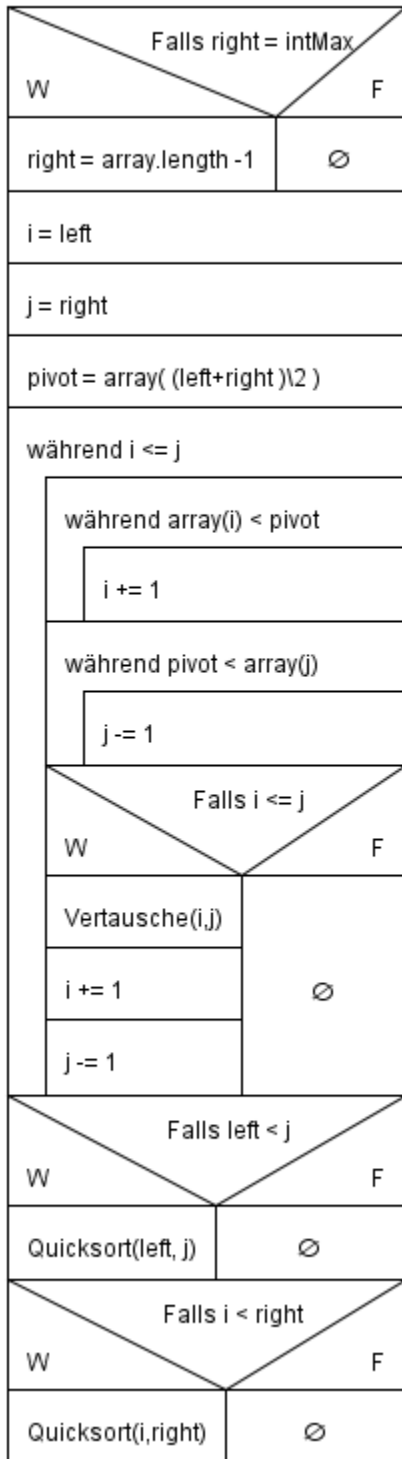 Falls right = intMax
W F
right = array.length -1 ∅
i = left
j = right
pivot = array( (left+right )\2 )
während i <= j
während array(i) < pivot
i += 1
während pivot < array(j)
j -= 1
Falls i <= j
W F
Vertausche(i,j)
i += 1 ∅
j -= 1
Falls left < j
W F
Quicksort(left, j) ∅
Falls i < right
W F
Quicksort(i,right) ∅